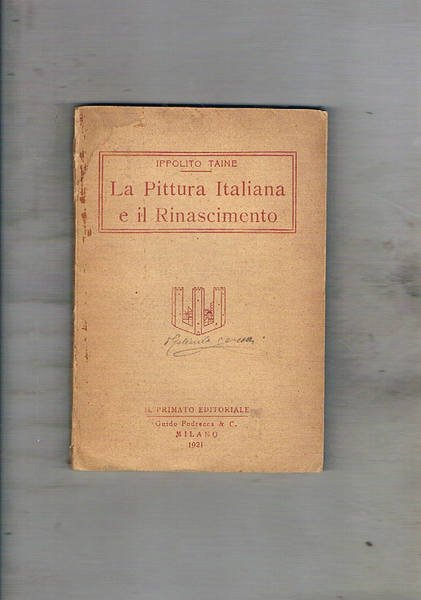 IPPOLITO TAINE
La Pittura Italiana
e il Rinascimento
IL PRIMATO EDITORIALE
Guido Podrecca & C.
MILANO
1921